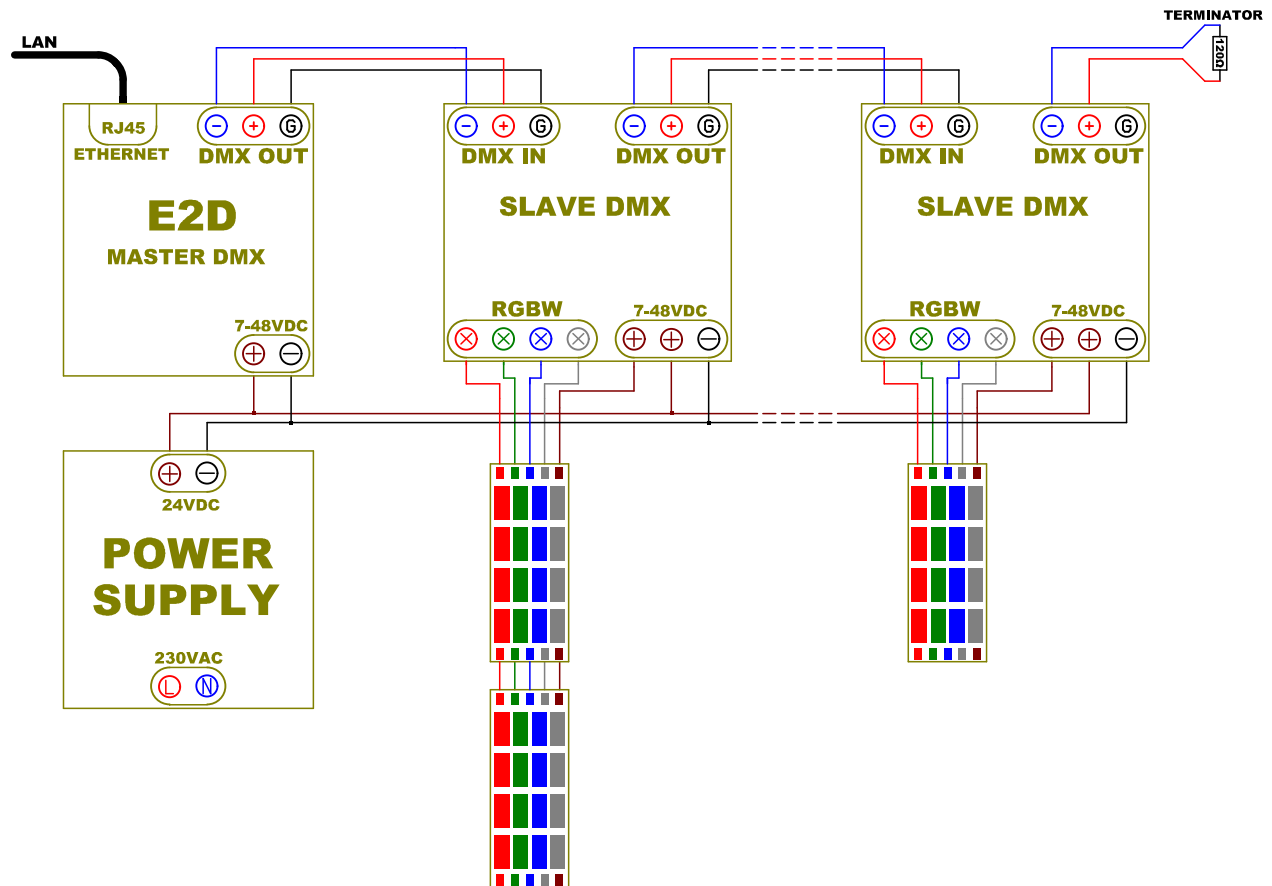 TERMINATOR
120Ω
LAN
RJ45
ETHERNET
− + G
DMX OUT
E2D
MASTER DMX
7-48VDC
+ −
− + G
DMX IN
− + G
DMX OUT
SLAVE DMX
RGBW
7-48VDC
+ + −
− + G
DMX IN
− + G
DMX OUT
SLAVE DMX
RGBW
7-48VDC
+ + −
+ −
24VDC
POWER
SUPPLY
230VAC
L N